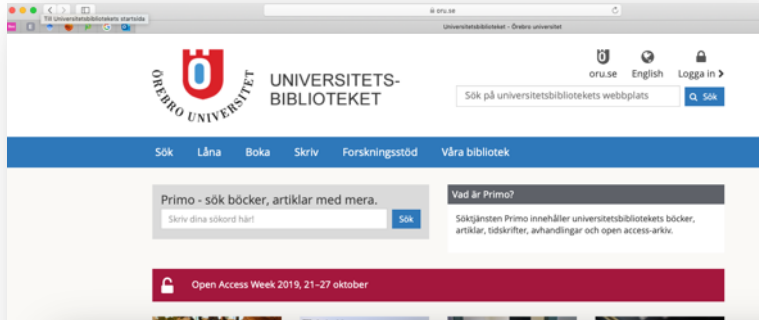 oru.se
Till Universitetsbibliotekets startsida
Universitetsbiblioteket - Örebro universitet
ÖREBRO UNIVERSITET
UNIVERSITETS-
BIBLIOTEKET
oru.se English Logga in
Sök på universitetsbibliotekets webbplats Sök
Sök Låna Boka Skriv Forskningsstöd Våra bibliotek
Primo - sök böcker, artiklar med mera.
Skriv dina sökord här! Sök
Vad är Primo?
Söktjänsten Primo innehåller universitetsbibliotekets böcker,
artiklar, tidskrifter, avhandlingar och open access-arkiv.
Open Access Week 2019, 21–27 oktober